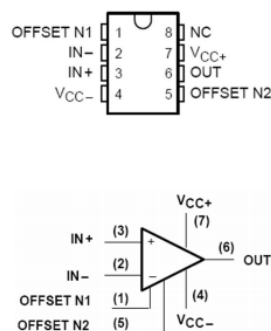 OFFSET N1 1 8 NC
IN− 2 7 VCC+
IN+ 3 6 OUT
VCC− 4 5 OFFSET N2
VCC+
(7)
IN+ (3) +
(6) OUT
IN− (2) −
(4)
OFFSET N1 (1)
VCC−
OFFSET N2 (5)